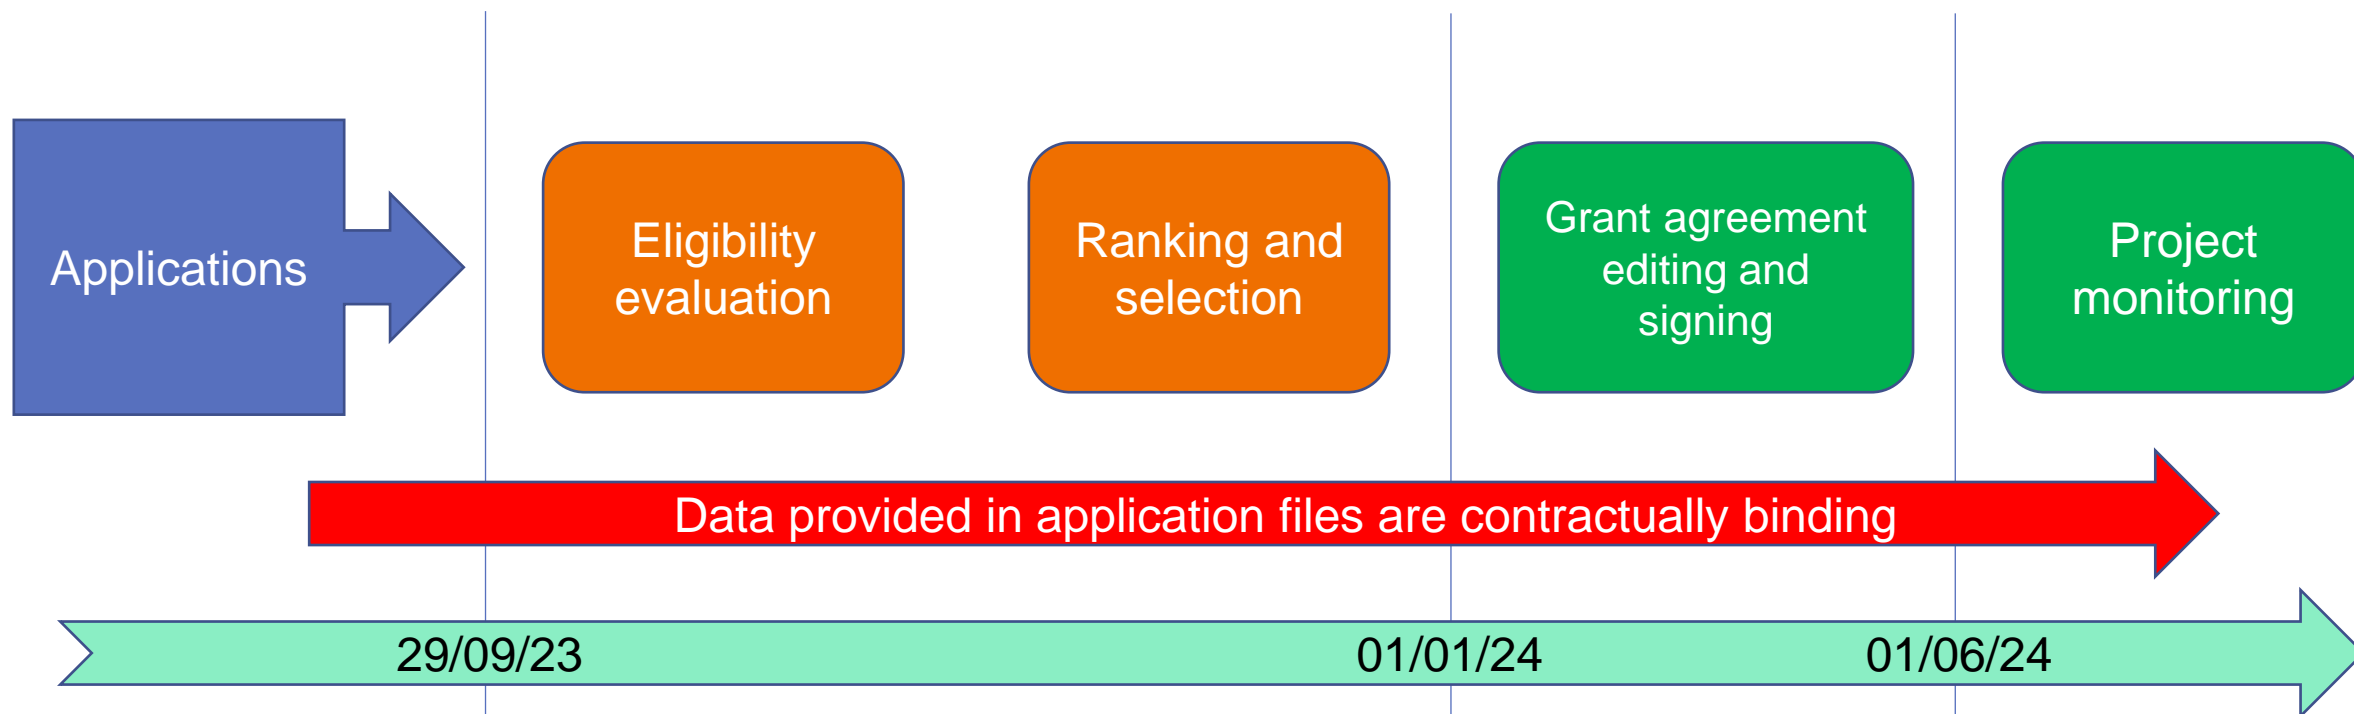 Applications
Eligibility
evaluation
Ranking and
selection
Grant agreement
editing and
signing
Project
monitoring
Data provided in application files are contractually binding
29/09/23
01/01/24
01/06/24